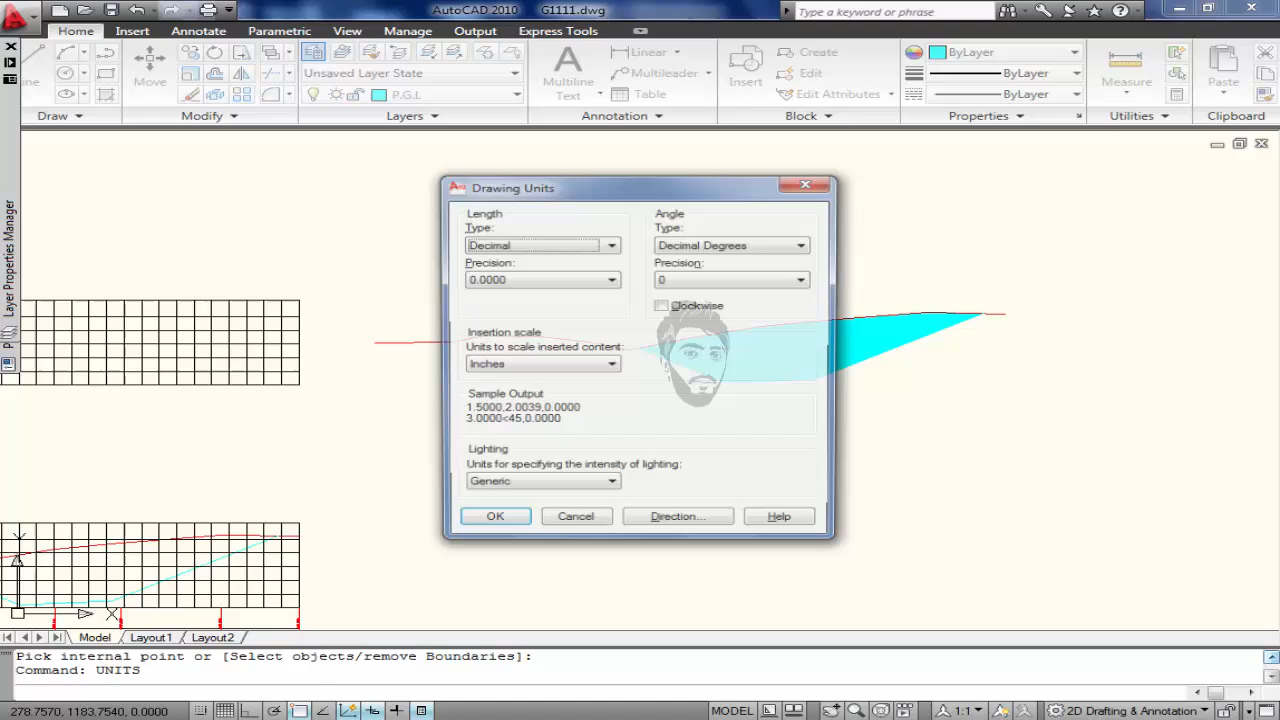 AutoCAD 2010 G1111.dwg
Type a keyword or phrase
Home Insert Annotate Parametric View Manage Output Express Tools
Move
Unsaved Layer State
P.G.L
Multiline Text
Linear
Multileader
Table
Insert
Create
Edit
Edit Attributes
ByLayer
ByLayer
ByLayer
Measure
Paste
Draw Modify Layers Annotation Block Properties Utilities Clipboard
Layer Properties Manager
Drawing Units
Length
Type:
Decimal
Precision:
0.0000
Angle
Type:
Decimal Degrees
Precision:
0
Clockwise
Insertion scale
Units to scale inserted content:
Inches
Sample Output
1.5000,2.0039,0.0000
3.0000<45,0.0000
Lighting
Units for specifying the intensity of lighting:
Generic
OK Cancel Direction... Help
Y
X
Model Layout1 Layout2
Pick internal point or [Select objects/remove Boundaries]:
Command: UNITS
278.7570, 1183.7540, 0.0000
MODEL
1:1
2D Drafting & Annotation